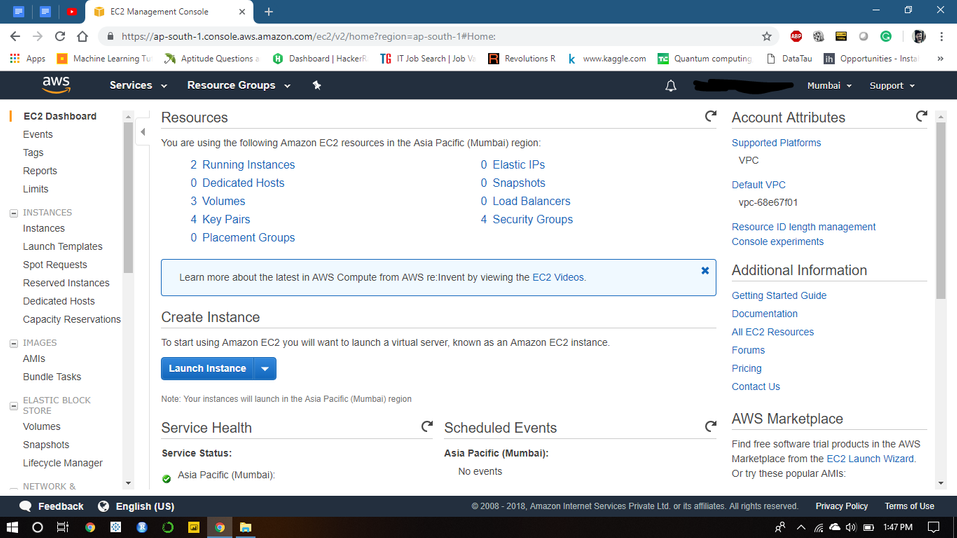 EC2 Management Console
https://ap-south-1.console.aws.amazon.com/ec2/v2/home?region=ap-south-1#Home:
Apps Machine Learning Tu Aptitude Questions a Dashboard | HackerR IT Job Search | Job Va Revolutions R www.kaggle.com Quantum computing DataTau Opportunities - Insta »
aws Services Resource Groups Mumbai Support
EC2 Dashboard
Events
Tags
Reports
Limits
INSTANCES
Instances
Launch Templates
Spot Requests
Reserved Instances
Dedicated Hosts
Capacity Reservations
IMAGES
AMIs
Bundle Tasks
ELASTIC BLOCK
STORE
Volumes
Snapshots
Lifecycle Manager
NETWORK &
Resources
You are using the following Amazon EC2 resources in the Asia Pacific (Mumbai) region:
2 Running Instances
0 Dedicated Hosts
3 Volumes
4 Key Pairs
0 Placement Groups
0 Elastic IPs
0 Snapshots
0 Load Balancers
4 Security Groups
Learn more about the latest in AWS Compute from AWS re:Invent by viewing the EC2 Videos.
Create Instance
To start using Amazon EC2 you will want to launch a virtual server, known as an Amazon EC2 instance.
Launch Instance
Note: Your instances will launch in the Asia Pacific (Mumbai) region
Service Health
Service Status:
Asia Pacific (Mumbai):
Scheduled Events
Asia Pacific (Mumbai):
No events
Account Attributes
Supported Platforms
VPC
Default VPC
vpc-68e67f01
Resource ID length management
Console experiments
Additional Information
Getting Started Guide
Documentation
All EC2 Resources
Forums
Pricing
Contact Us
AWS Marketplace
Find free software trial products in the AWS
Marketplace from the EC2 Launch Wizard.
Or try these popular AMIs:
Feedback English (US) © 2008 - 2018, Amazon Internet Services Private Ltd. or its affiliates. All rights reserved. Privacy Policy Terms of Use
1:47 PM